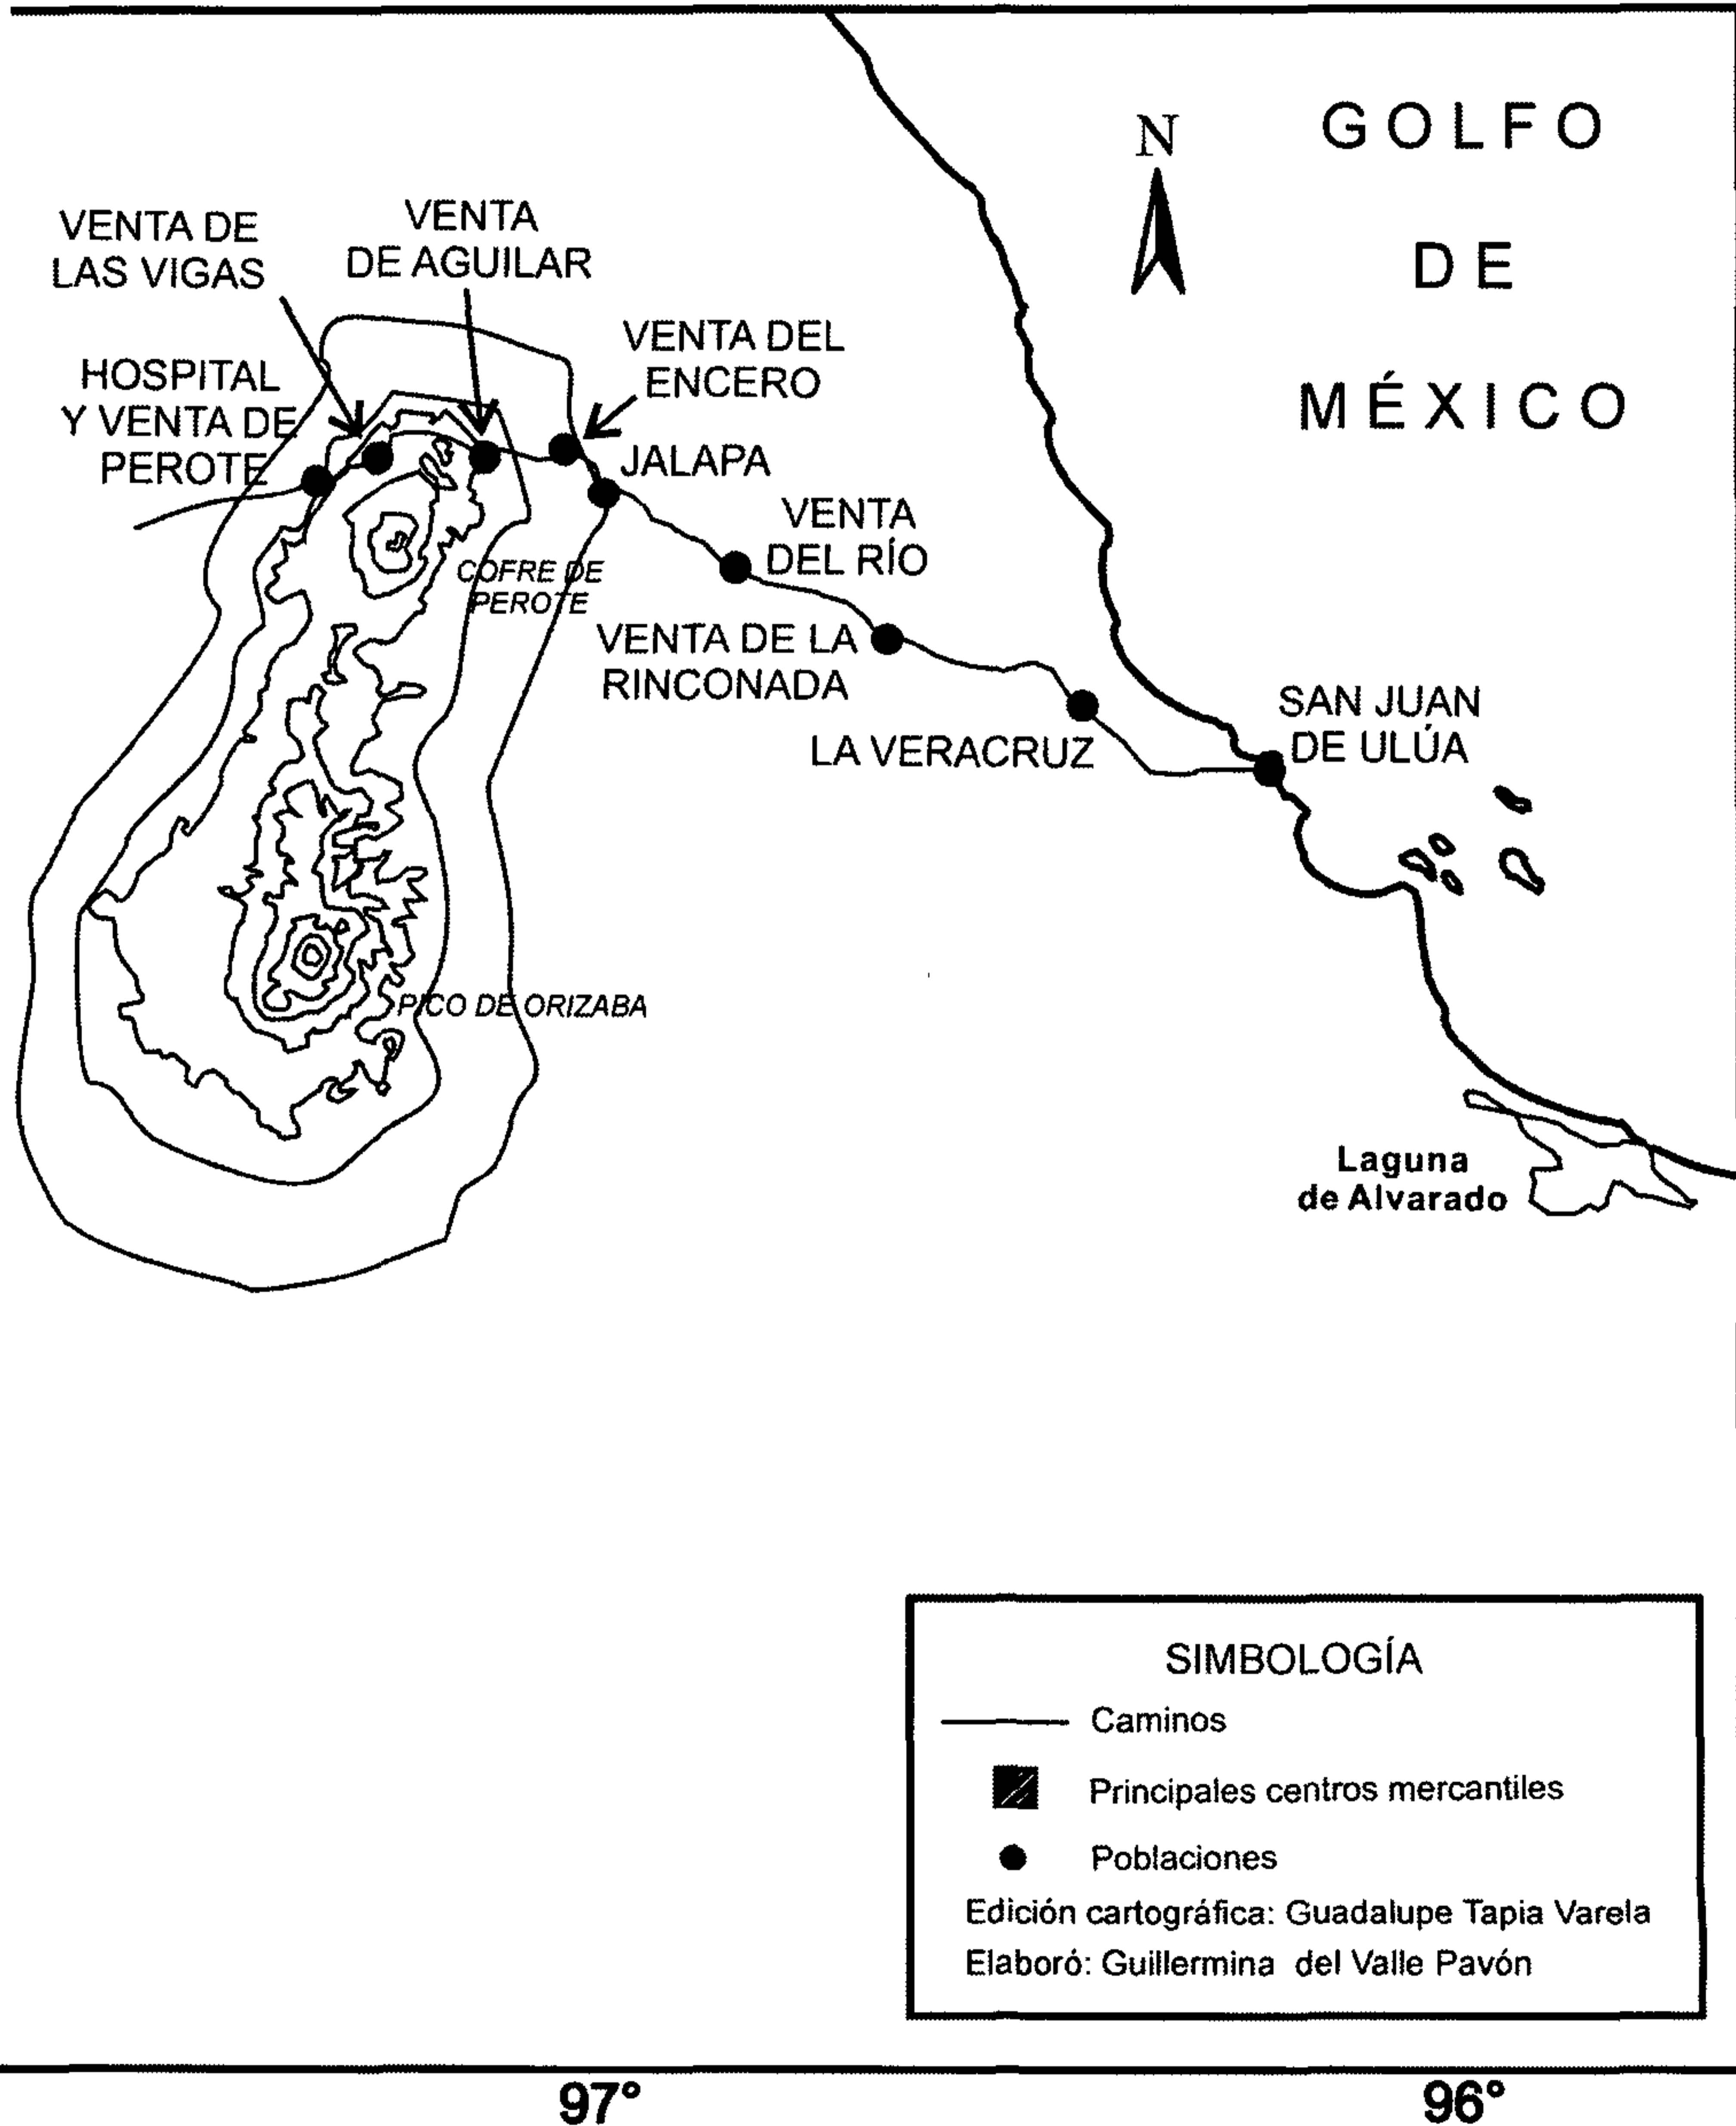 GOLFO
DE
MÉXICO
N
VENTA DE
LAS VIGAS
VENTA
DE AGUILAR
VENTA DEL
ENCERO
HOSPITAL
Y VENTA DE
PEROTE
JALAPA
VENTA
DEL RÍO
COFRE DE
PEROTE
VENTA DE LA
RINCONADA
LA VERACRUZ
SAN JUAN
DE ULÚA
PICO DE ORIZABA
Laguna
de Alvarado
SIMBOLOGÍA
Caminos
Principales centros mercantiles
Poblaciones
Edición cartográfica: Guadalupe Tapia Varela
Elaboró: Guillermina del Valle Pavón
97°
96°